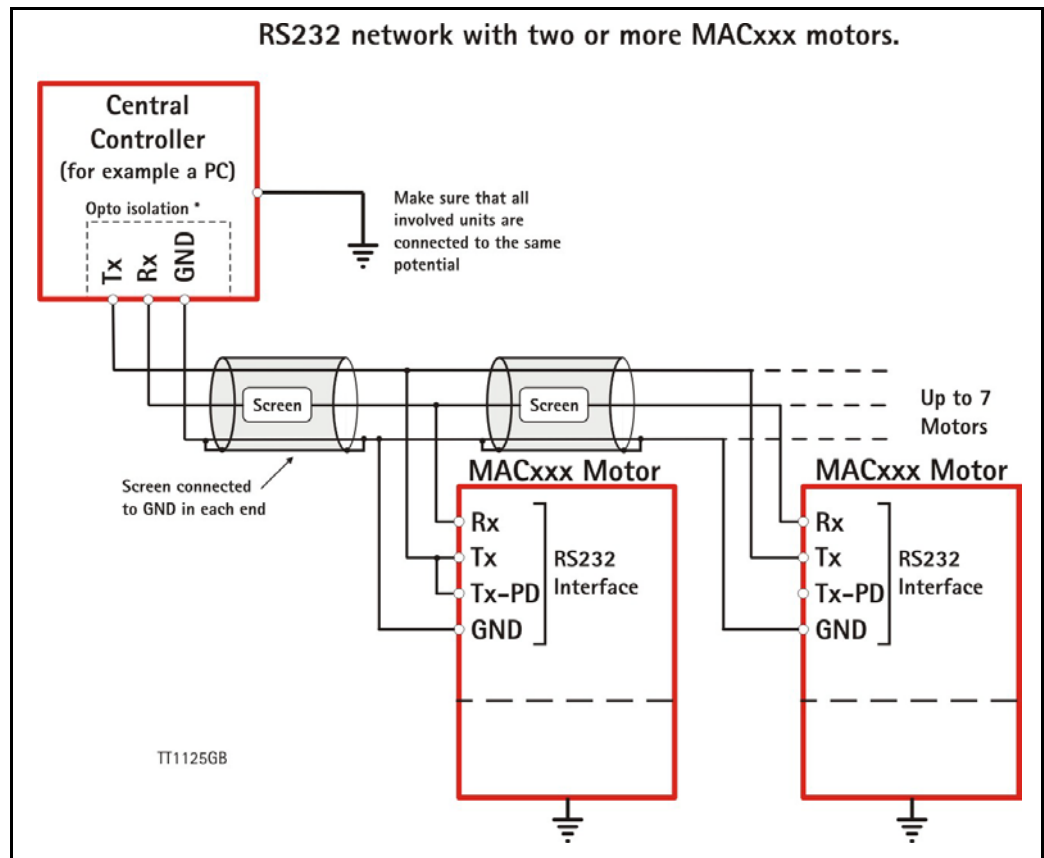 RS232 network with two or more MACxxx motors.
Central
Controller
(for example a PC)
Opto isolation *
Tx
Rx
GND
Make sure that all
involved units are
connected to the same
potential
Screen
Screen
Up to 7
Motors
Screen connected
to GND in each end
MACxxx Motor
Rx
Tx
Tx-PD
GND
RS232
Interface
MACxxx Motor
Rx
Tx
Tx-PD
GND
RS232
Interface
TT1125GB